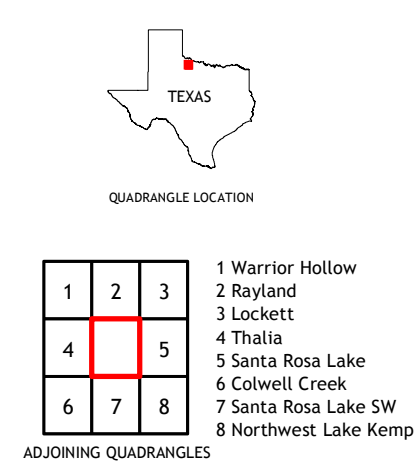 TEXAS
QUADRANGLE LOCATION
1 2 3
4 5
6 7 8
1 Warrior Hollow
2 Rayland
3 Lockett
4 Thalia
5 Santa Rosa Lake
6 Colwell Creek
7 Santa Rosa Lake SW
8 Northwest Lake Kemp
ADJOINING QUADRANGLES